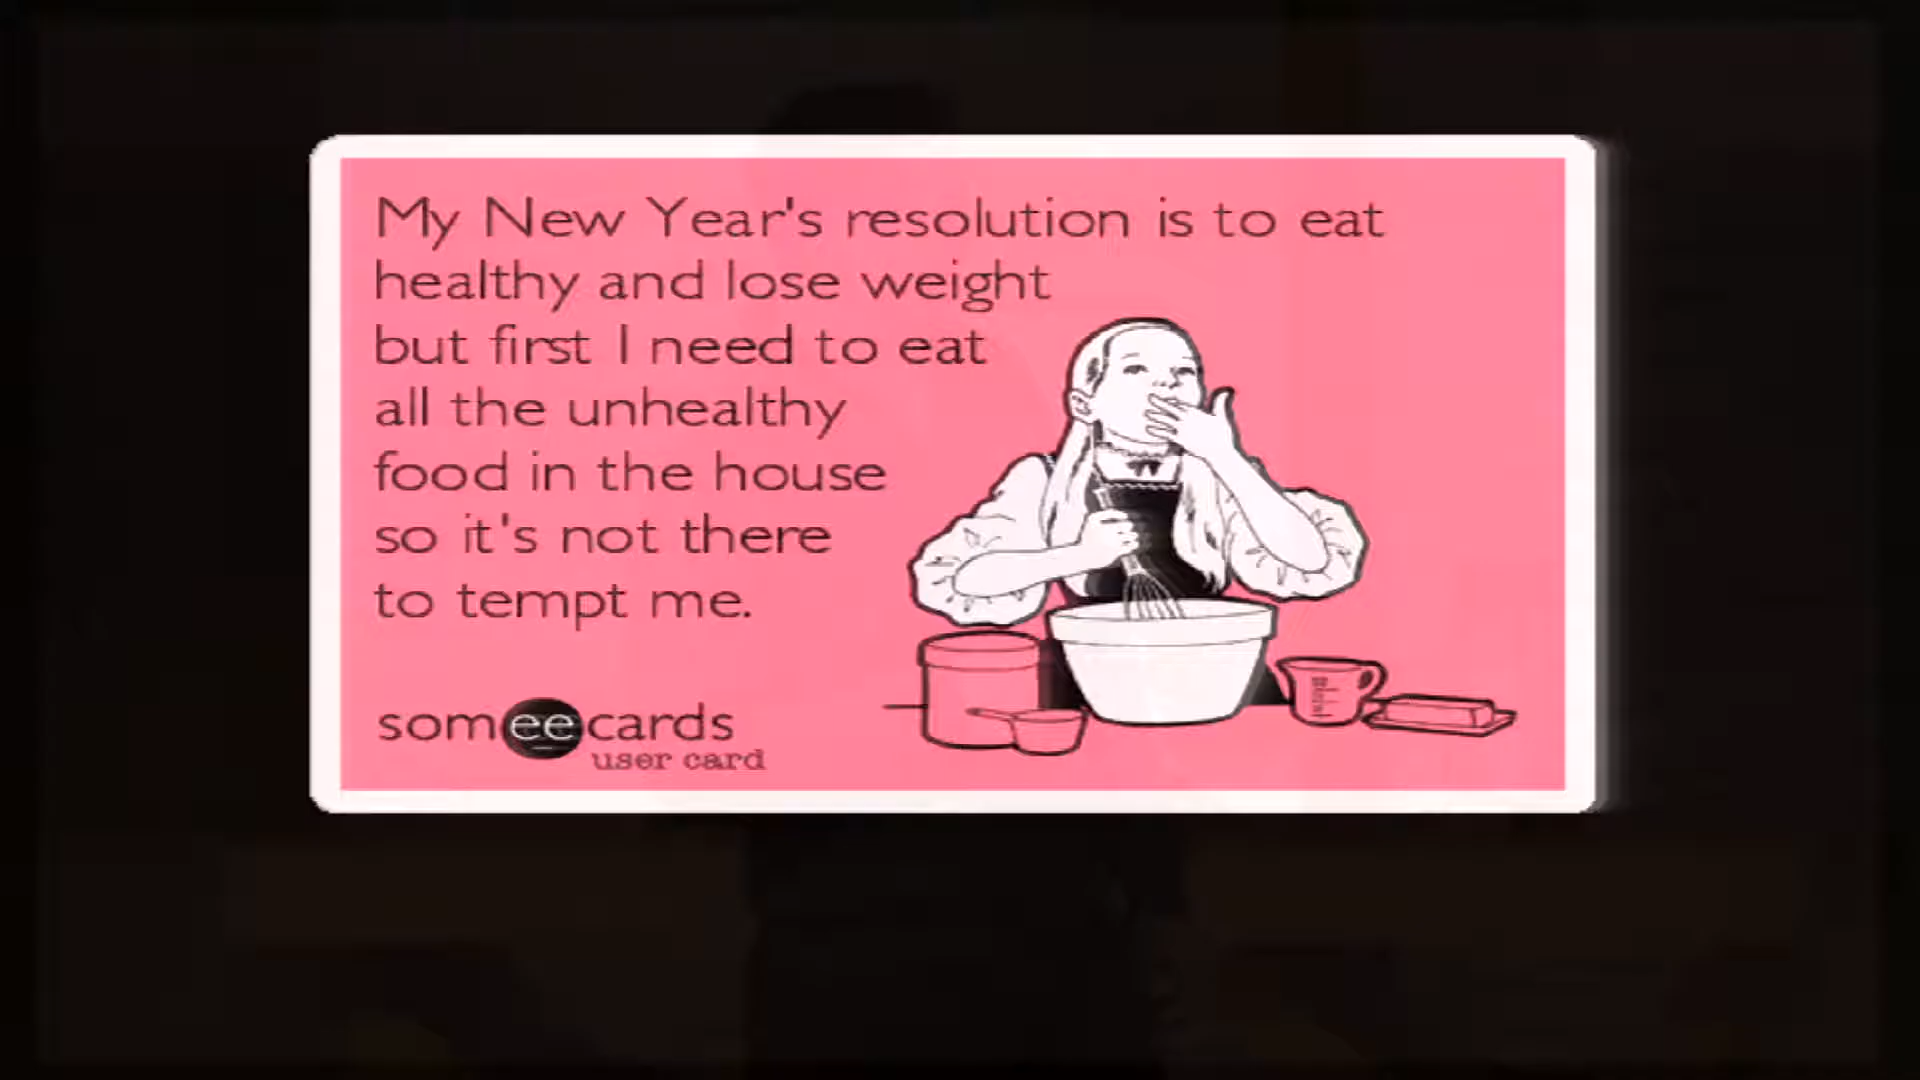 My New Year's resolution is to eat
healthy and lose weight
but first I need to eat
all the unhealthy
food in the house
so it's not there
to tempt me.
someecards
user card